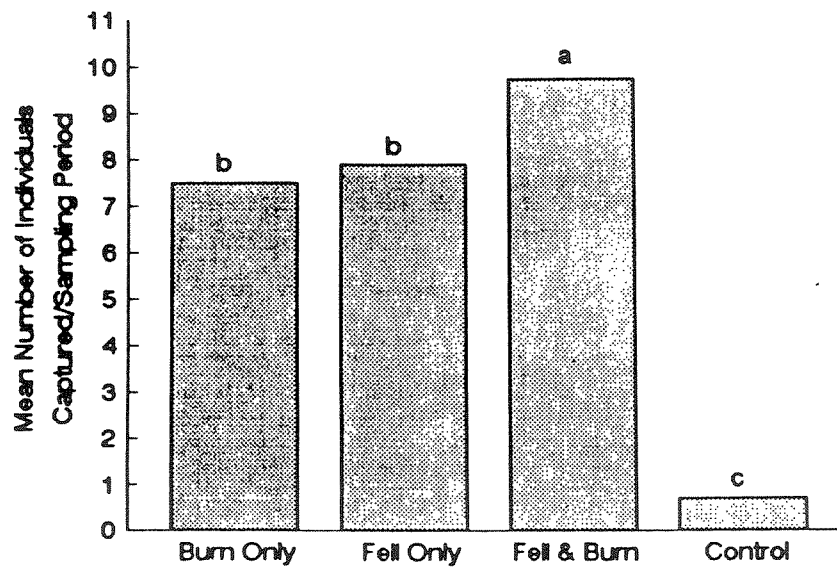 Mean Number of Individuals
Captured/Sampling Period
11
10
9
8
7
6
5
4
3
2
1
0
b
b
a
c
Burn Only
Fell Only
Fell & Burn
Control